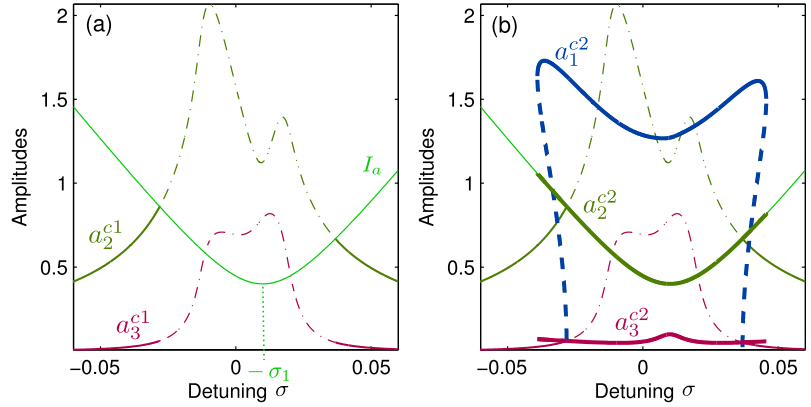 (a)
(b)
2
1.5
1
0.5
Amplitudes
I_a
a_2^{c1}
a_3^{c1}
−σ_1
−0.05
0
0.05
Detuning σ
2
1.5
1
0.5
Amplitudes
a_1^{c2}
a_2^{c2}
a_3^{c2}
−0.05
0
0.05
Detuning σ